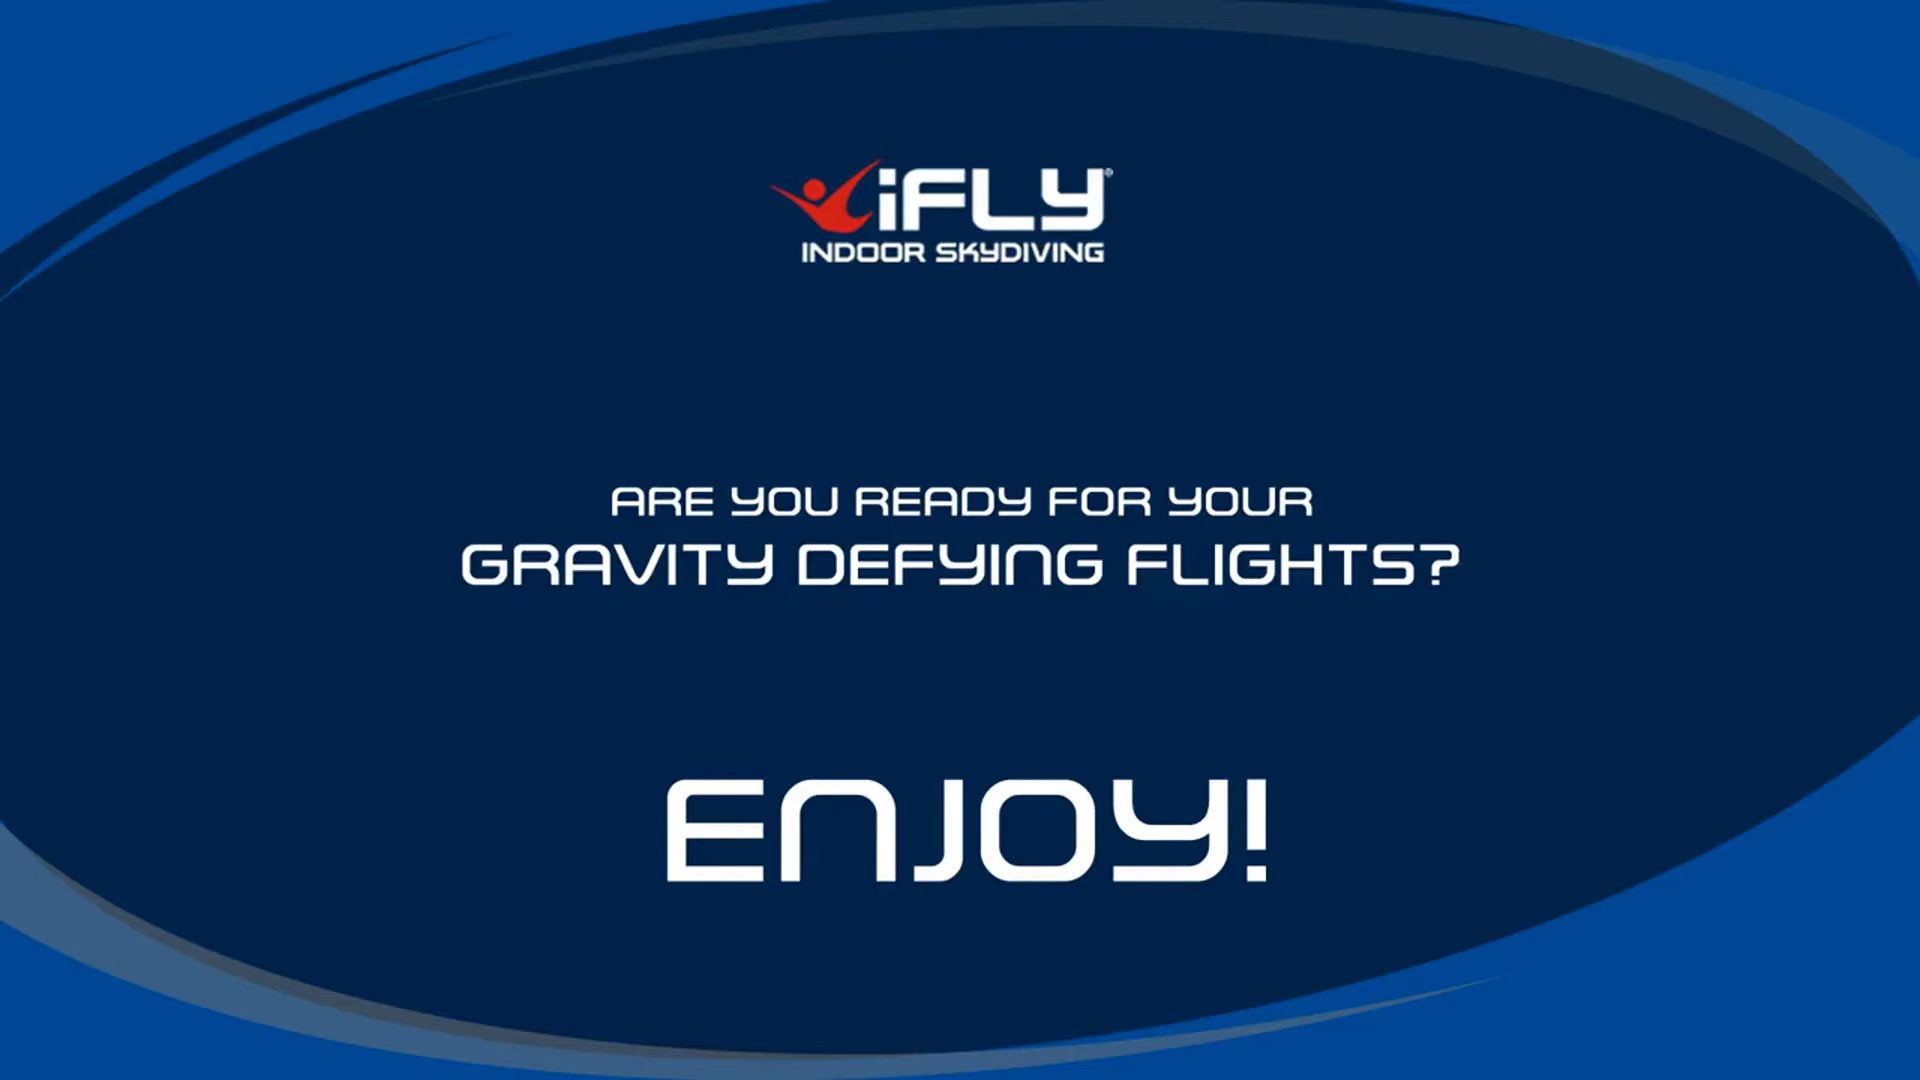 iFLY®
INDOOR SKYDIVING
ARE YOU READY FOR YOUR
GRAVITY DEFYING FLIGHTS?
ENJOY!